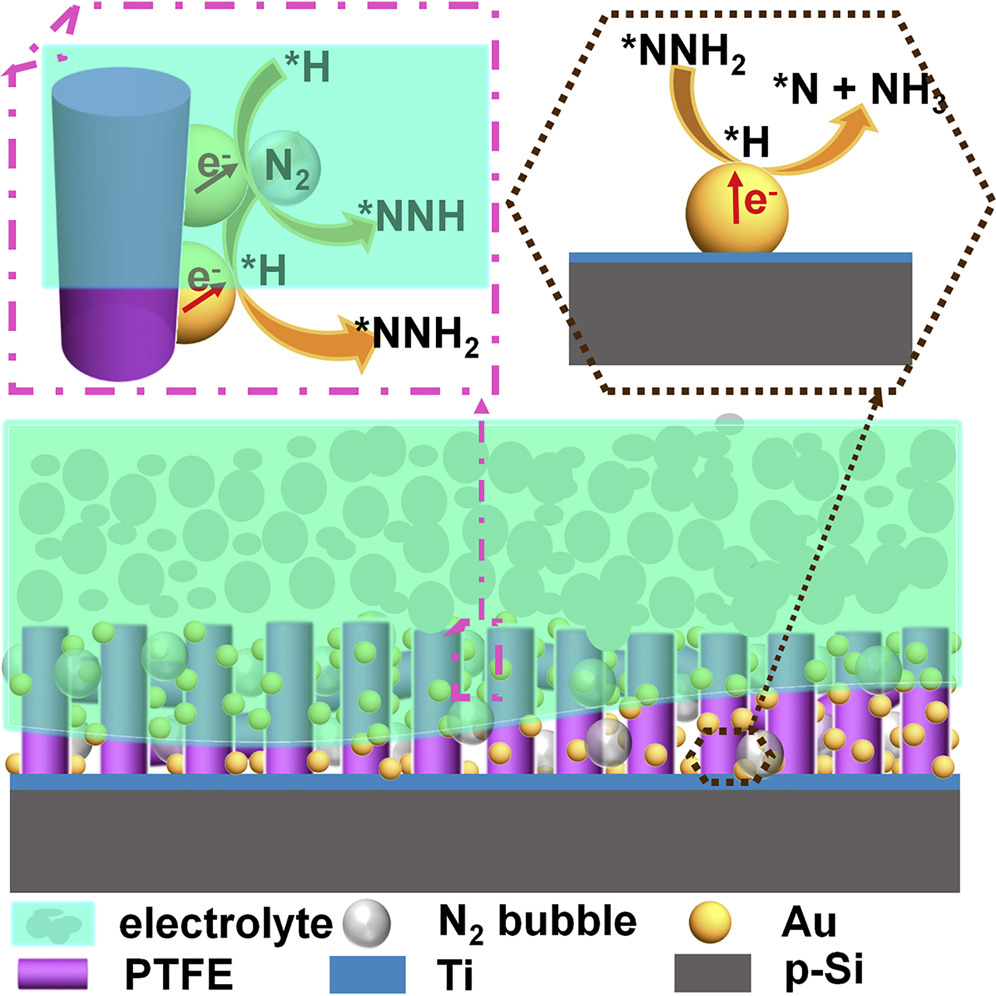 *H
e-
N2
*NNH
e-
*H
*NNH2
*NNH2
*N + NH3
*H
e-
electrolyte
N2 bubble
Au
PTFE
Ti
p-Si